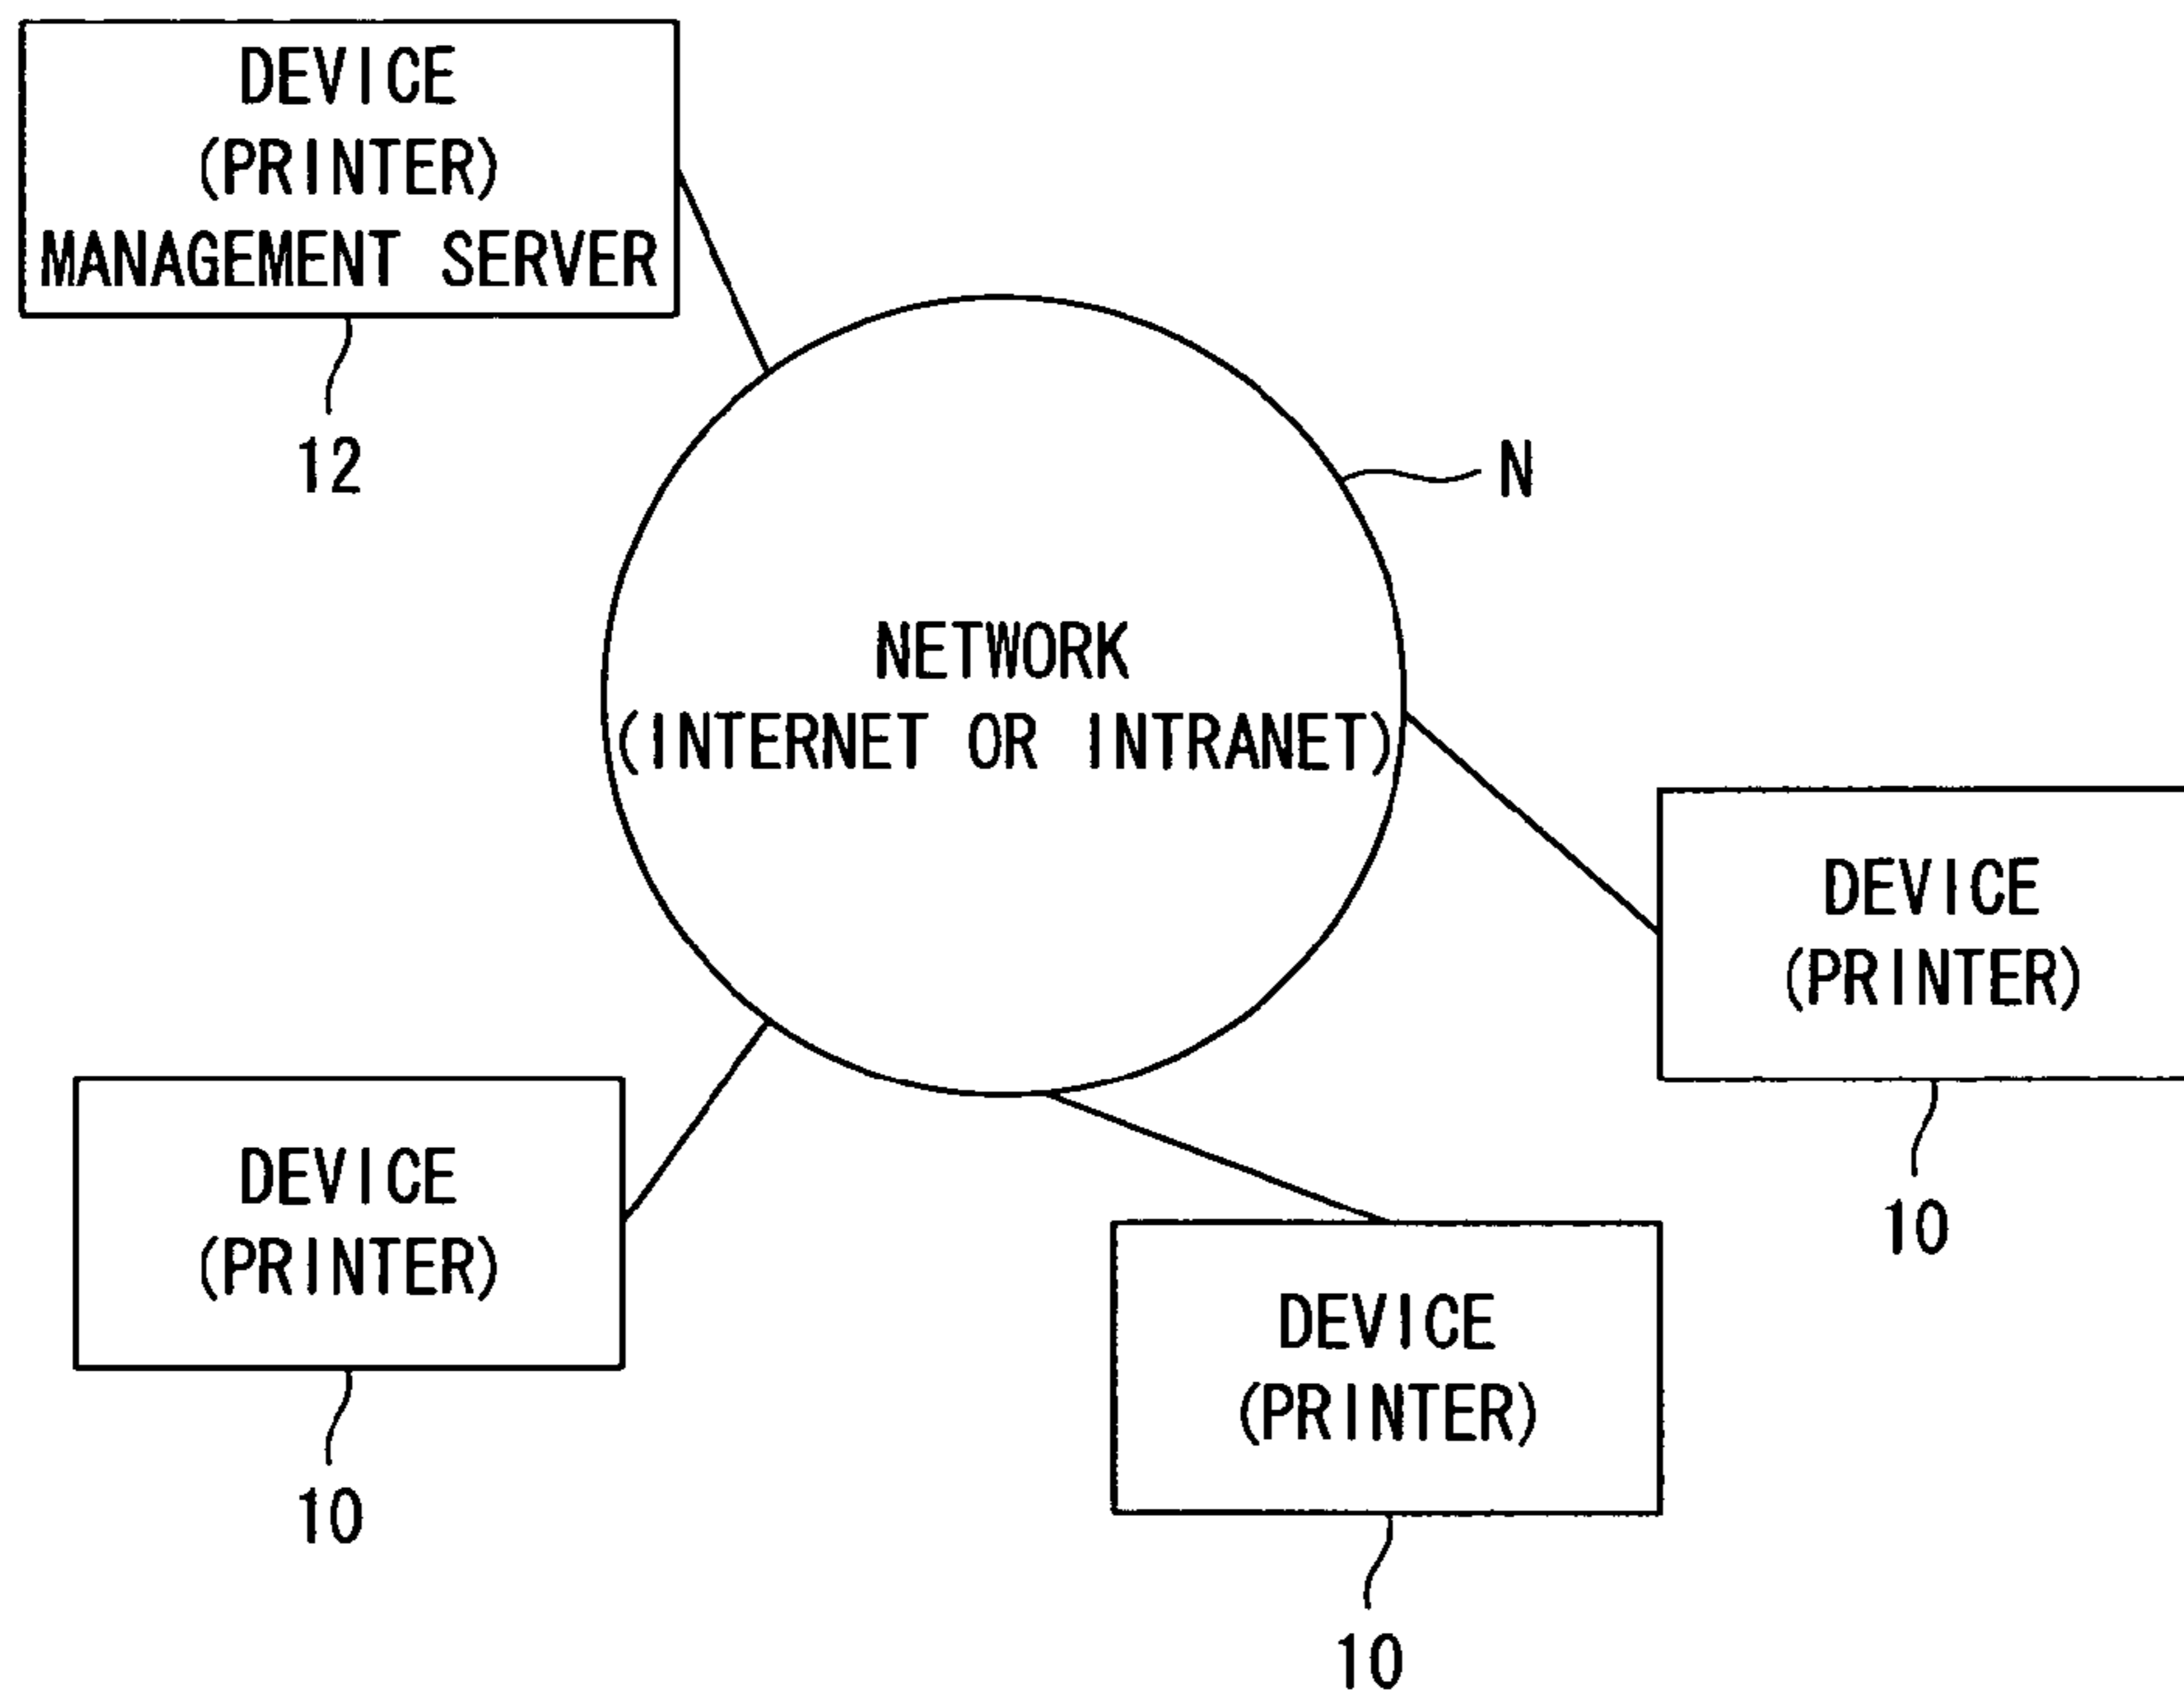 DEVICE
(PRINTER)
MANAGEMENT SERVER
12
N
NETWORK
(INTERNET OR INTRANET)
DEVICE
(PRINTER)
10
DEVICE
(PRINTER)
10
DEVICE
(PRINTER)
10